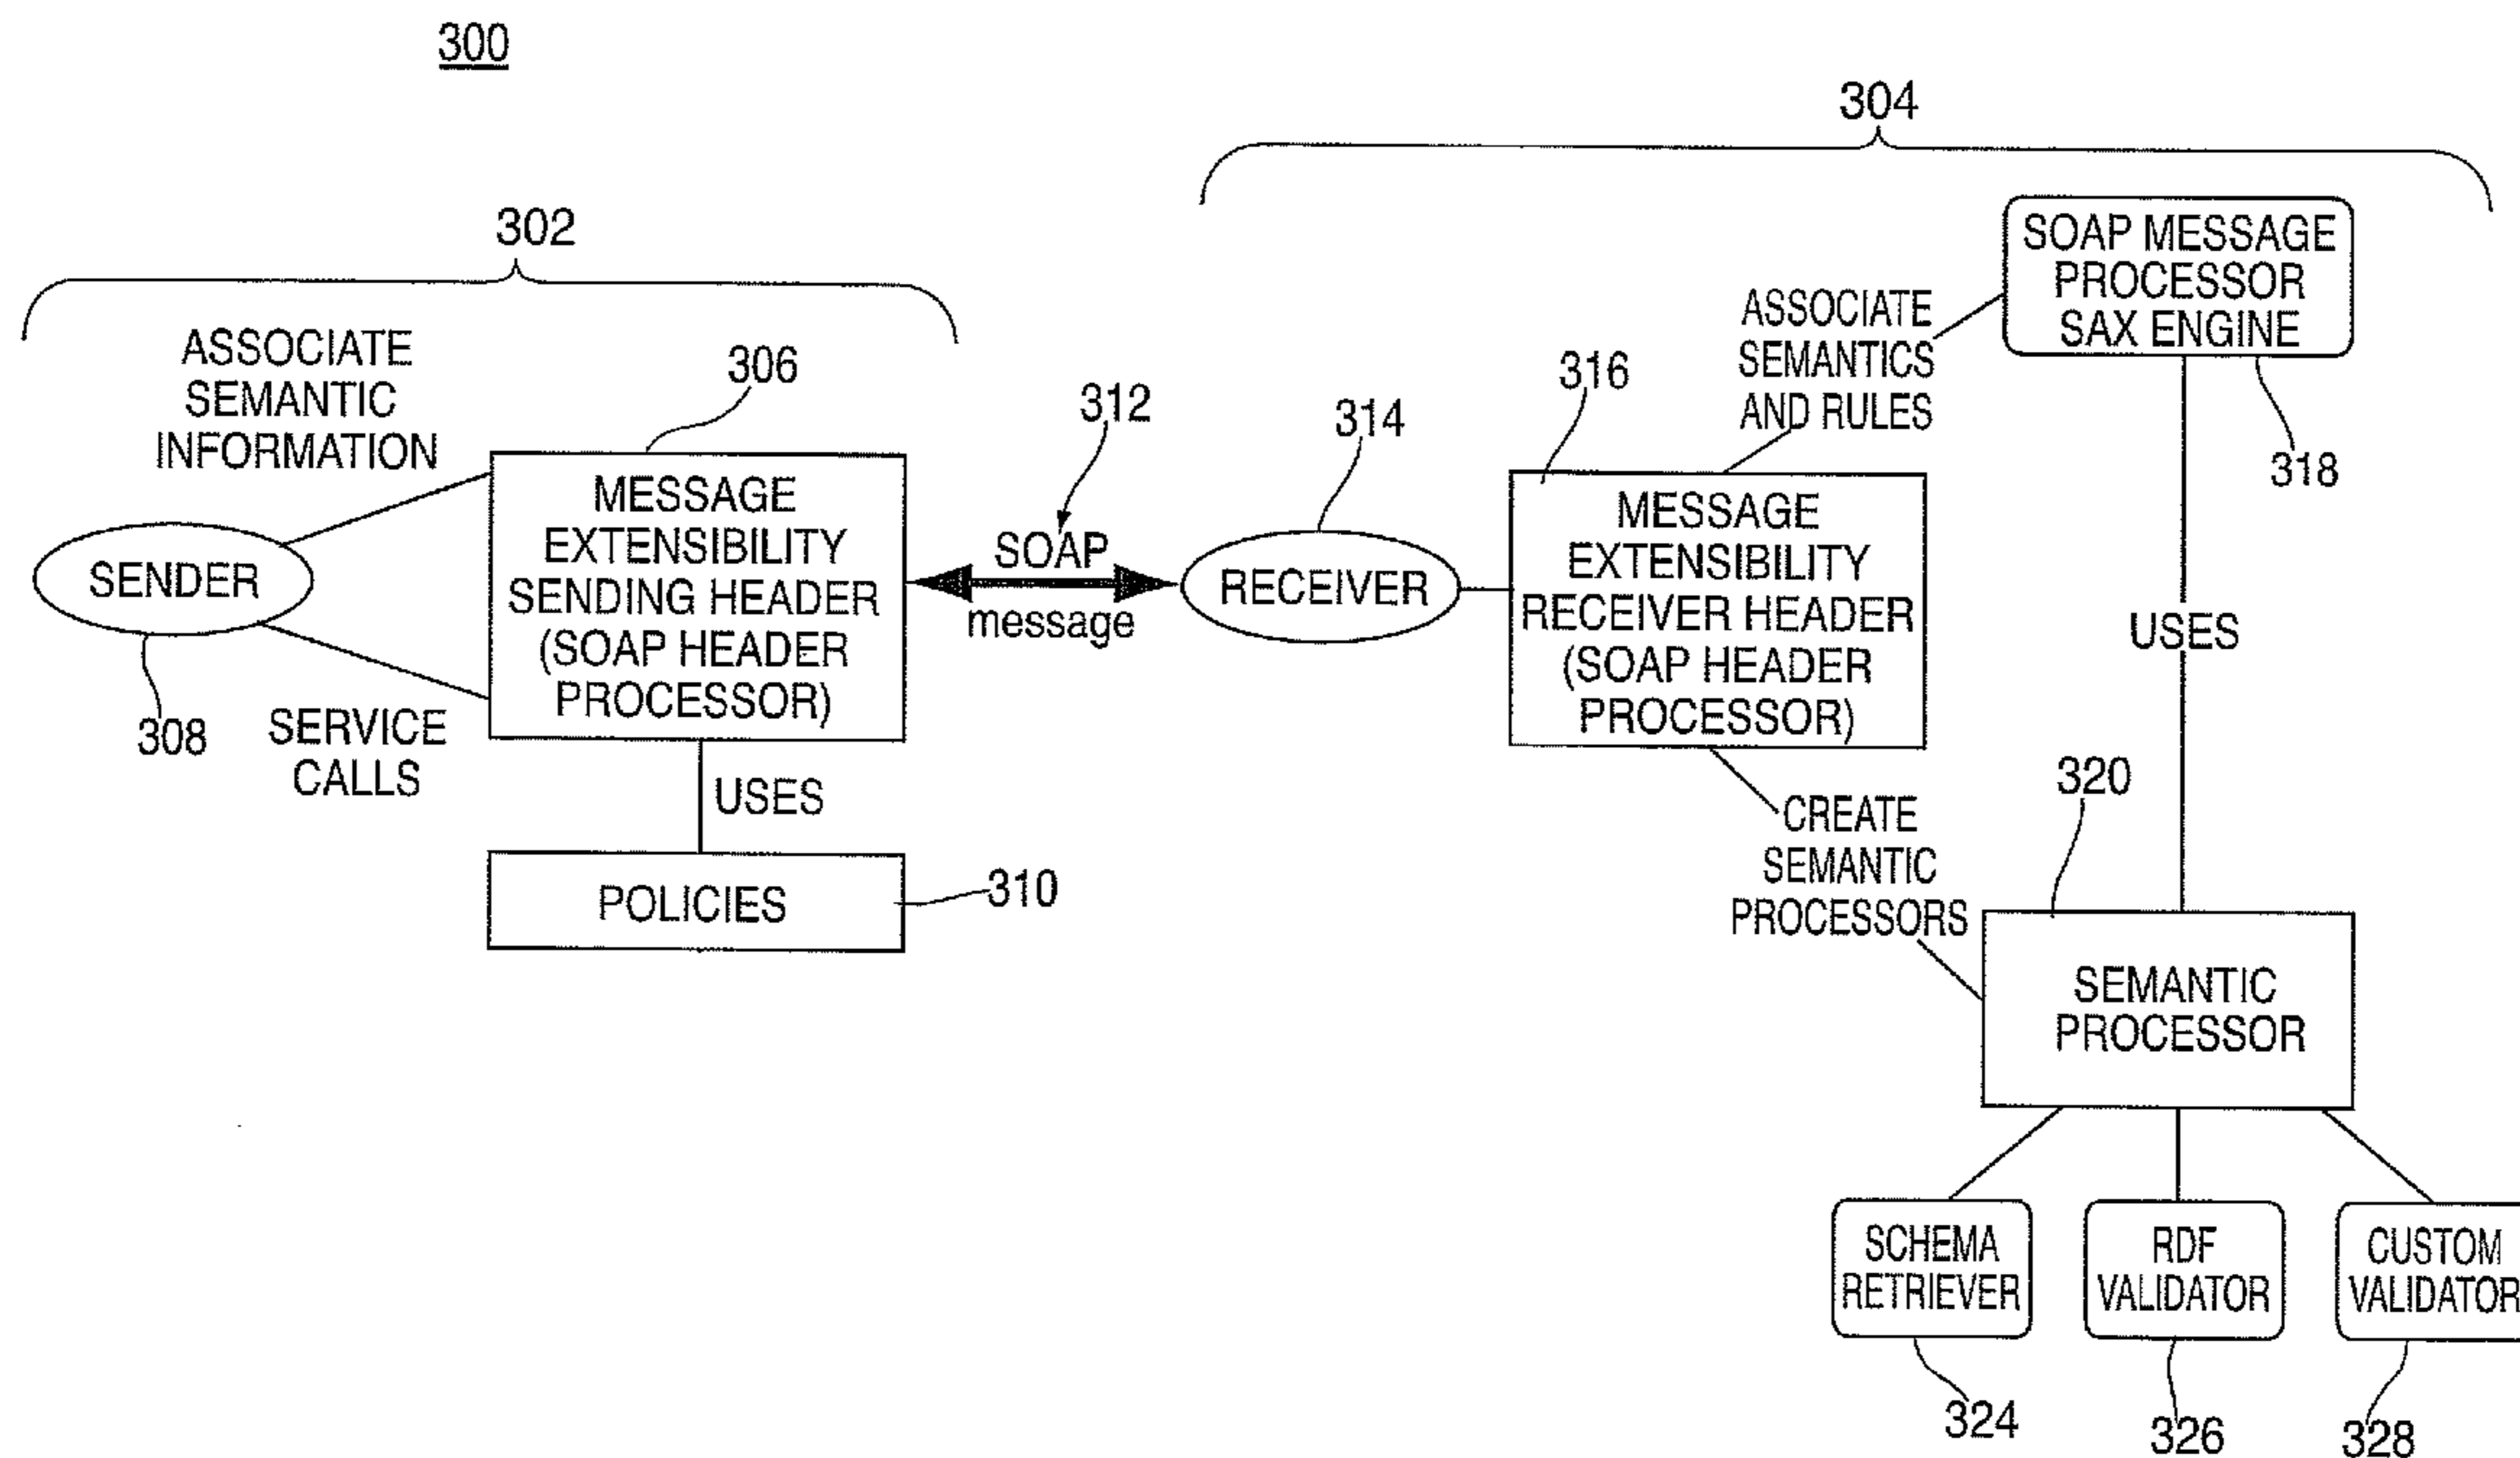 300
304
302
ASSOCIATE
SEMANTIC
INFORMATION
306
312
314
316
ASSOCIATE
SEMANTICS
AND RULES
SOAP MESSAGE
PROCESSOR
SAX ENGINE
318
SENDER
308
SERVICE
CALLS
MESSAGE
EXTENSIBILITY
SENDING HEADER
(SOAP HEADER
PROCESSOR)
USES
POLICIES
310
SOAP
message
RECEIVER
MESSAGE
EXTENSIBILITY
RECEIVER HEADER
(SOAP HEADER
PROCESSOR)
USES
CREATE
SEMANTIC
PROCESSORS
320
SEMANTIC
PROCESSOR
SCHEMA
RETRIEVER
RDF
VALIDATOR
CUSTOM
VALIDATOR
324
326
328